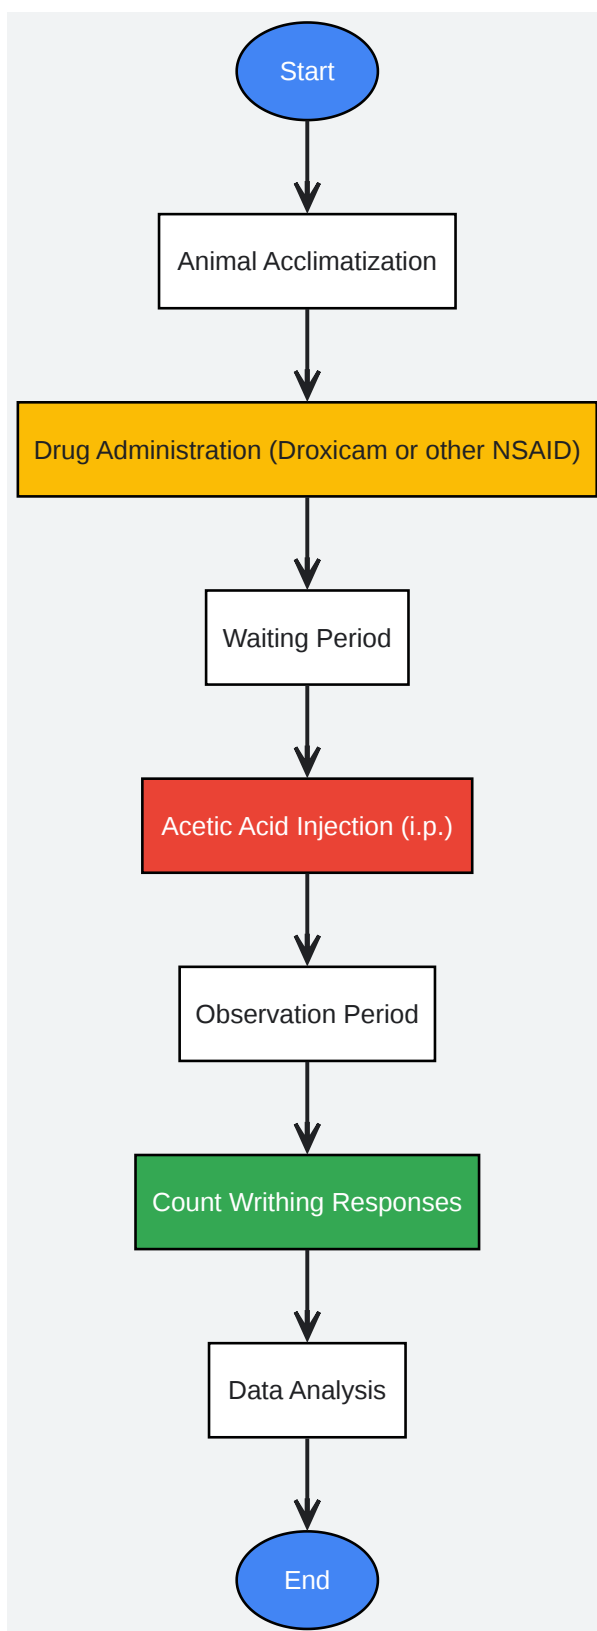 Start
Animal Acclimatization
Drug Administration (Droxicam or other NSAID)
Waiting Period
Acetic Acid Injection (i.p.)
Observation Period
Count Writhing Responses
Data Analysis
End